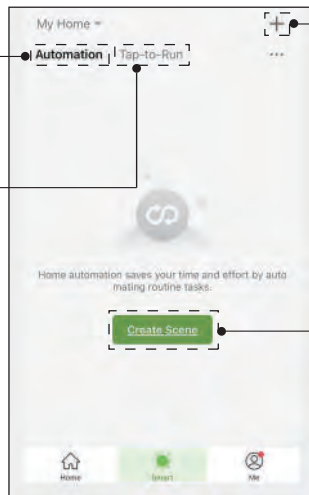 My Home
Automation Tap-to-Run
Home automation saves your time and effort by auto
mating routine tasks.
Create Scene
Home Smart Me